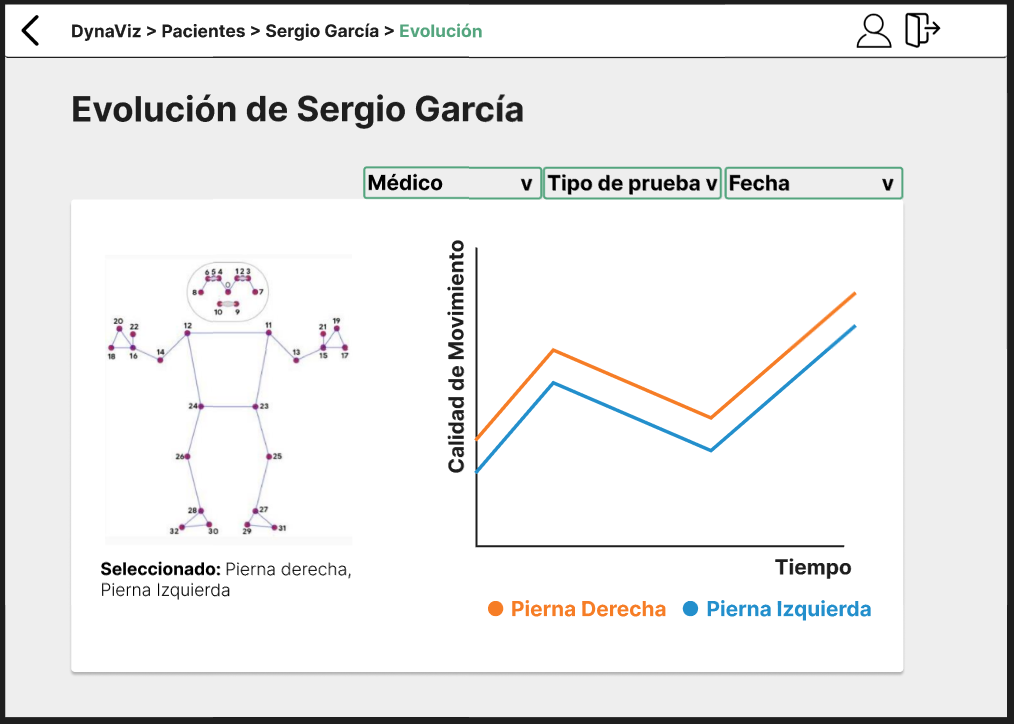 DynaViz > Pacientes > Sergio García > Evolución
Evolución de Sergio García
Médico v Tipo de prueba v Fecha v
6 5 4 1 2 3
0
8 7
10 9
20 22 12 11 21 19
18 16 14 13 15 17
24 23
26 25
28 27
32 30 29 31
Seleccionado: Pierna derecha,
Pierna Izquierda
Calidad de Movimiento
Tiempo
Pierna Derecha Pierna Izquierda